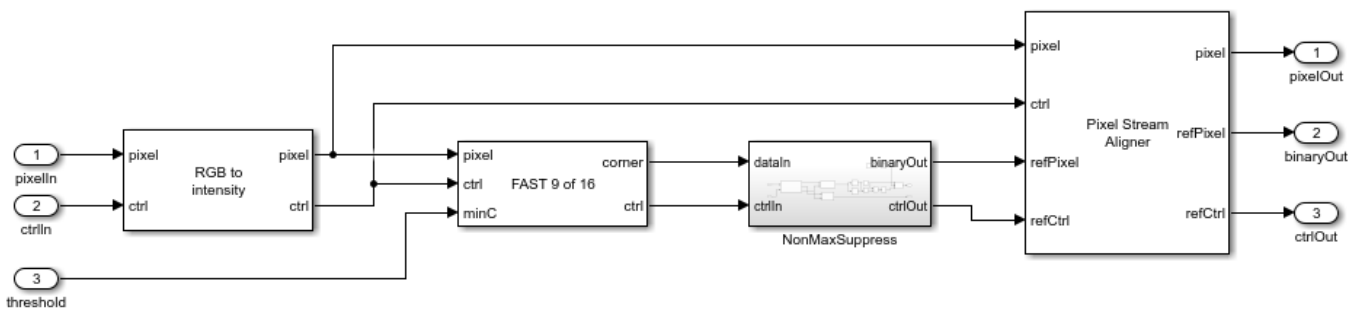 1
pixelIn
2
ctrlIn
3
threshold
pixel
ctrl
RGB to
intensity
pixel
ctrl
pixel
ctrl
minC
FAST 9 of 16
corner
ctrl
dataIn
ctrlIn
binaryOut
ctrlOut
NonMaxSuppress
pixel
ctrl
refPixel
refCtrl
Pixel Stream
Aligner
pixel
refPixel
refCtrl
1
pixelOut
2
binaryOut
3
ctrlOut